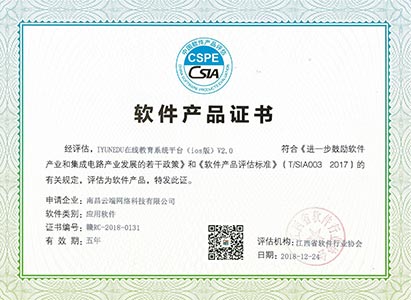 中国软件产品评估
CSPE
CSIA
软件产品证书
经评估，IYUNEDU在线教育系统平台（ios版）V2.0 符合《进一步鼓励软件
产业和集成电路产业发展的若干政策》和《软件产品评估标准》（T/SIA003 2017）的
有关规定，评估为软件产品，特发此证。
申请企业：南昌云端网络科技有限公司
软件类别：应用软件
证书编号：赣RC-2018-0131
有 效 期：五年
评估机构：江西省软件行业协会
日期：2018-12-24